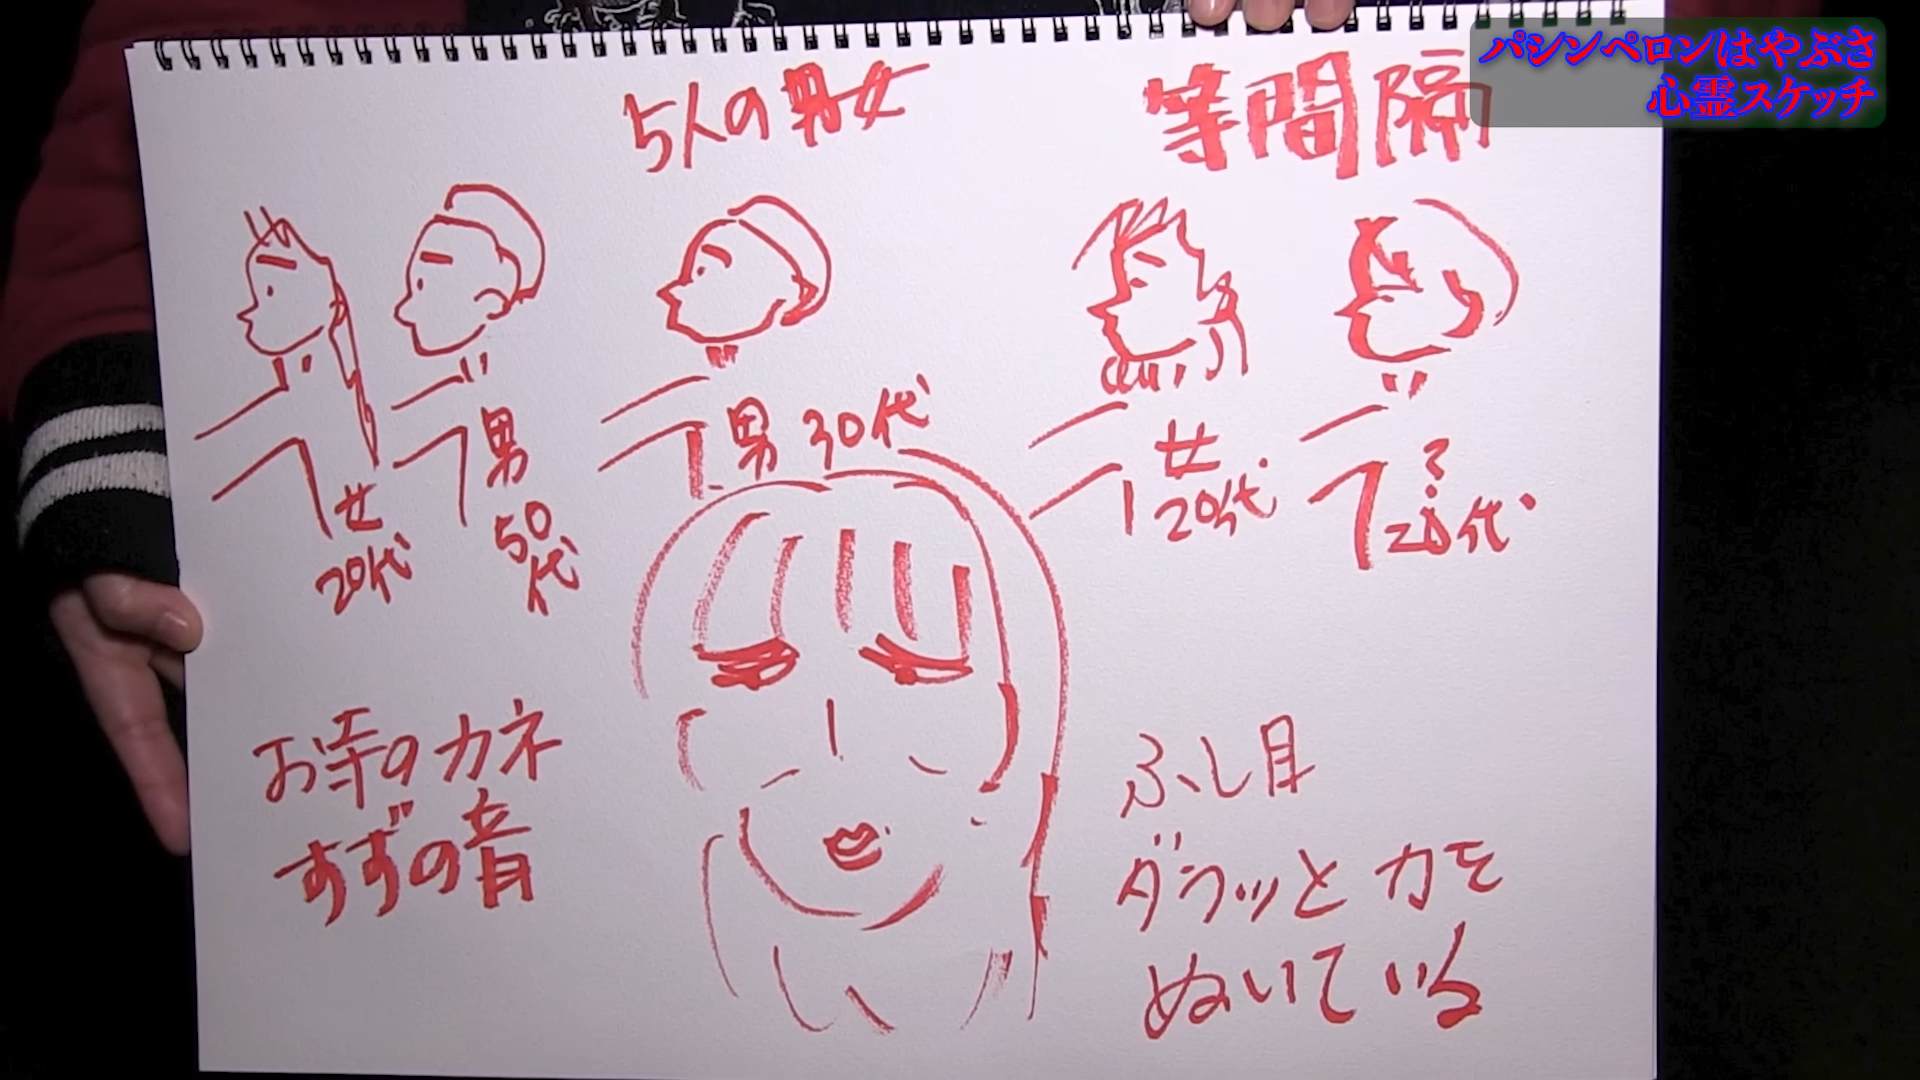 パシンペロンはやぶさ
心霊スケッチ
5人の男女
等間隔
女
20代
男
50
代
男 30代
女
20代
?
20代
お寺のカネ
すずの音
ふし目
ダラッと力を
ぬいている